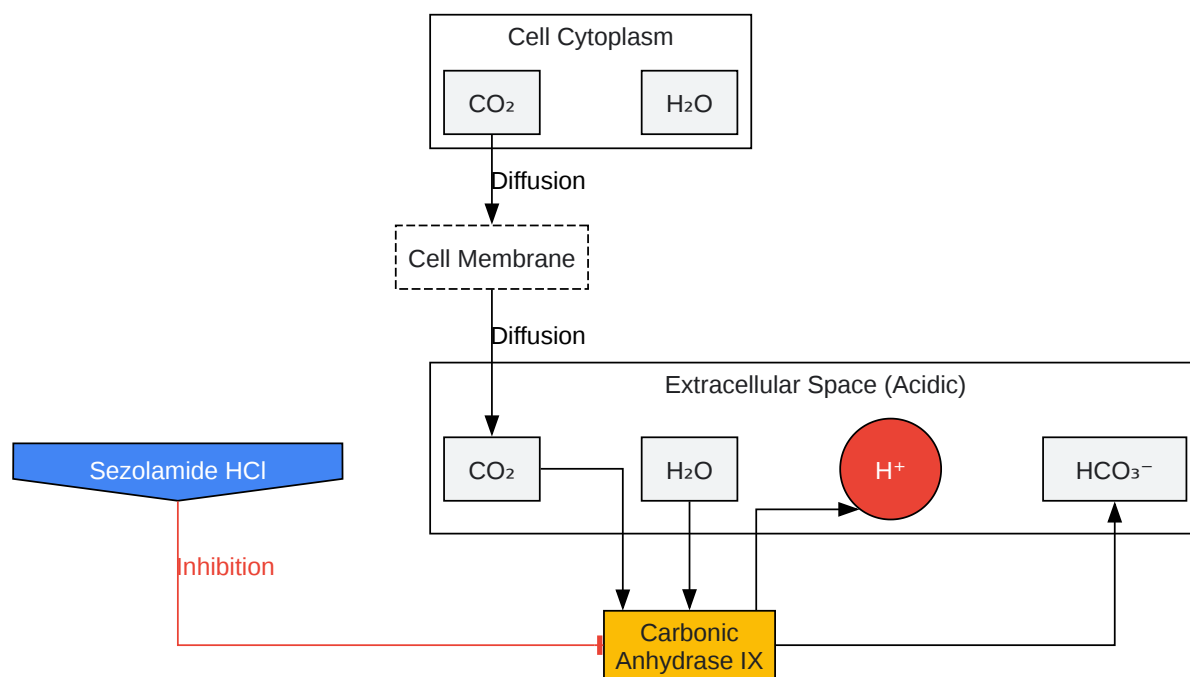 Cell Cytoplasm
CO₂
H₂O
Diffusion
Cell Membrane
Diffusion
Extracellular Space (Acidic)
Sezolamide HCl
CO₂
H₂O
H⁺
HCO₃⁻
Inhibition
Carbonic
Anhydrase IX